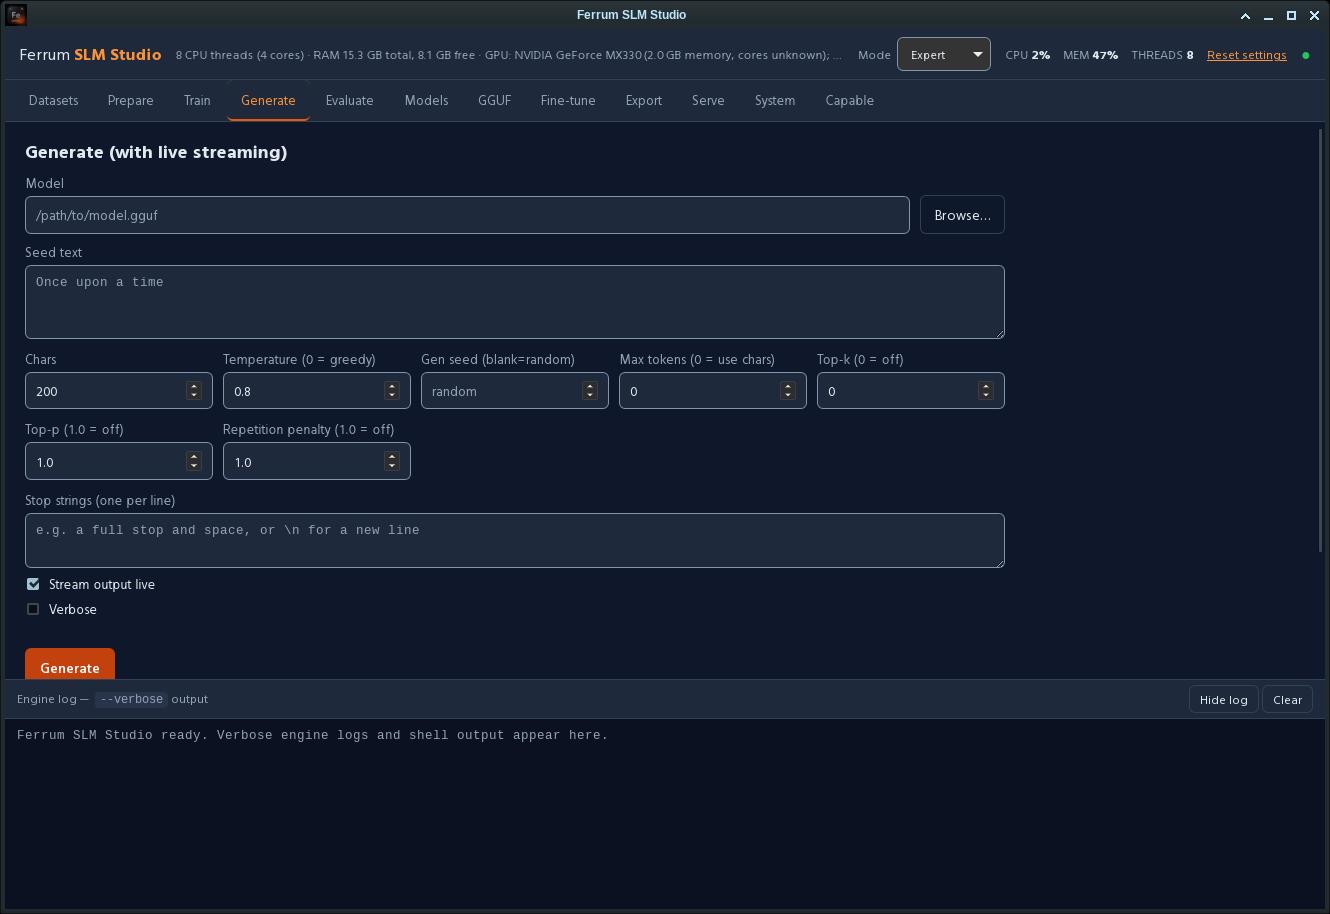 Ferrum SLM Studio
Fe
Ferrum SLM Studio 8 CPU threads (4 cores) · RAM 15.3 GB total, 8.1 GB free · GPU: NVIDIA GeForce MX330 (2.0 GB memory, cores unknown); ... Mode Expert CPU 2% MEM 47% THREADS 8 Reset settings
Datasets Prepare Train Generate Evaluate Models GGUF Fine-tune Export Serve System Capable
Generate (with live streaming)
Model
/path/to/model.gguf Browse...
Seed text
Once upon a time
Chars Temperature (0 = greedy) Gen seed (blank=random) Max tokens (0 = use chars) Top-k (0 = off)
200 0.8 random 0 0
Top-p (1.0 = off) Repetition penalty (1.0 = off)
1.0 1.0
Stop strings (one per line)
e.g. a full stop and space, or \n for a new line
Stream output live
Verbose
Generate
Engine log — --verbose output Hide log Clear
Ferrum SLM Studio ready. Verbose engine logs and shell output appear here.